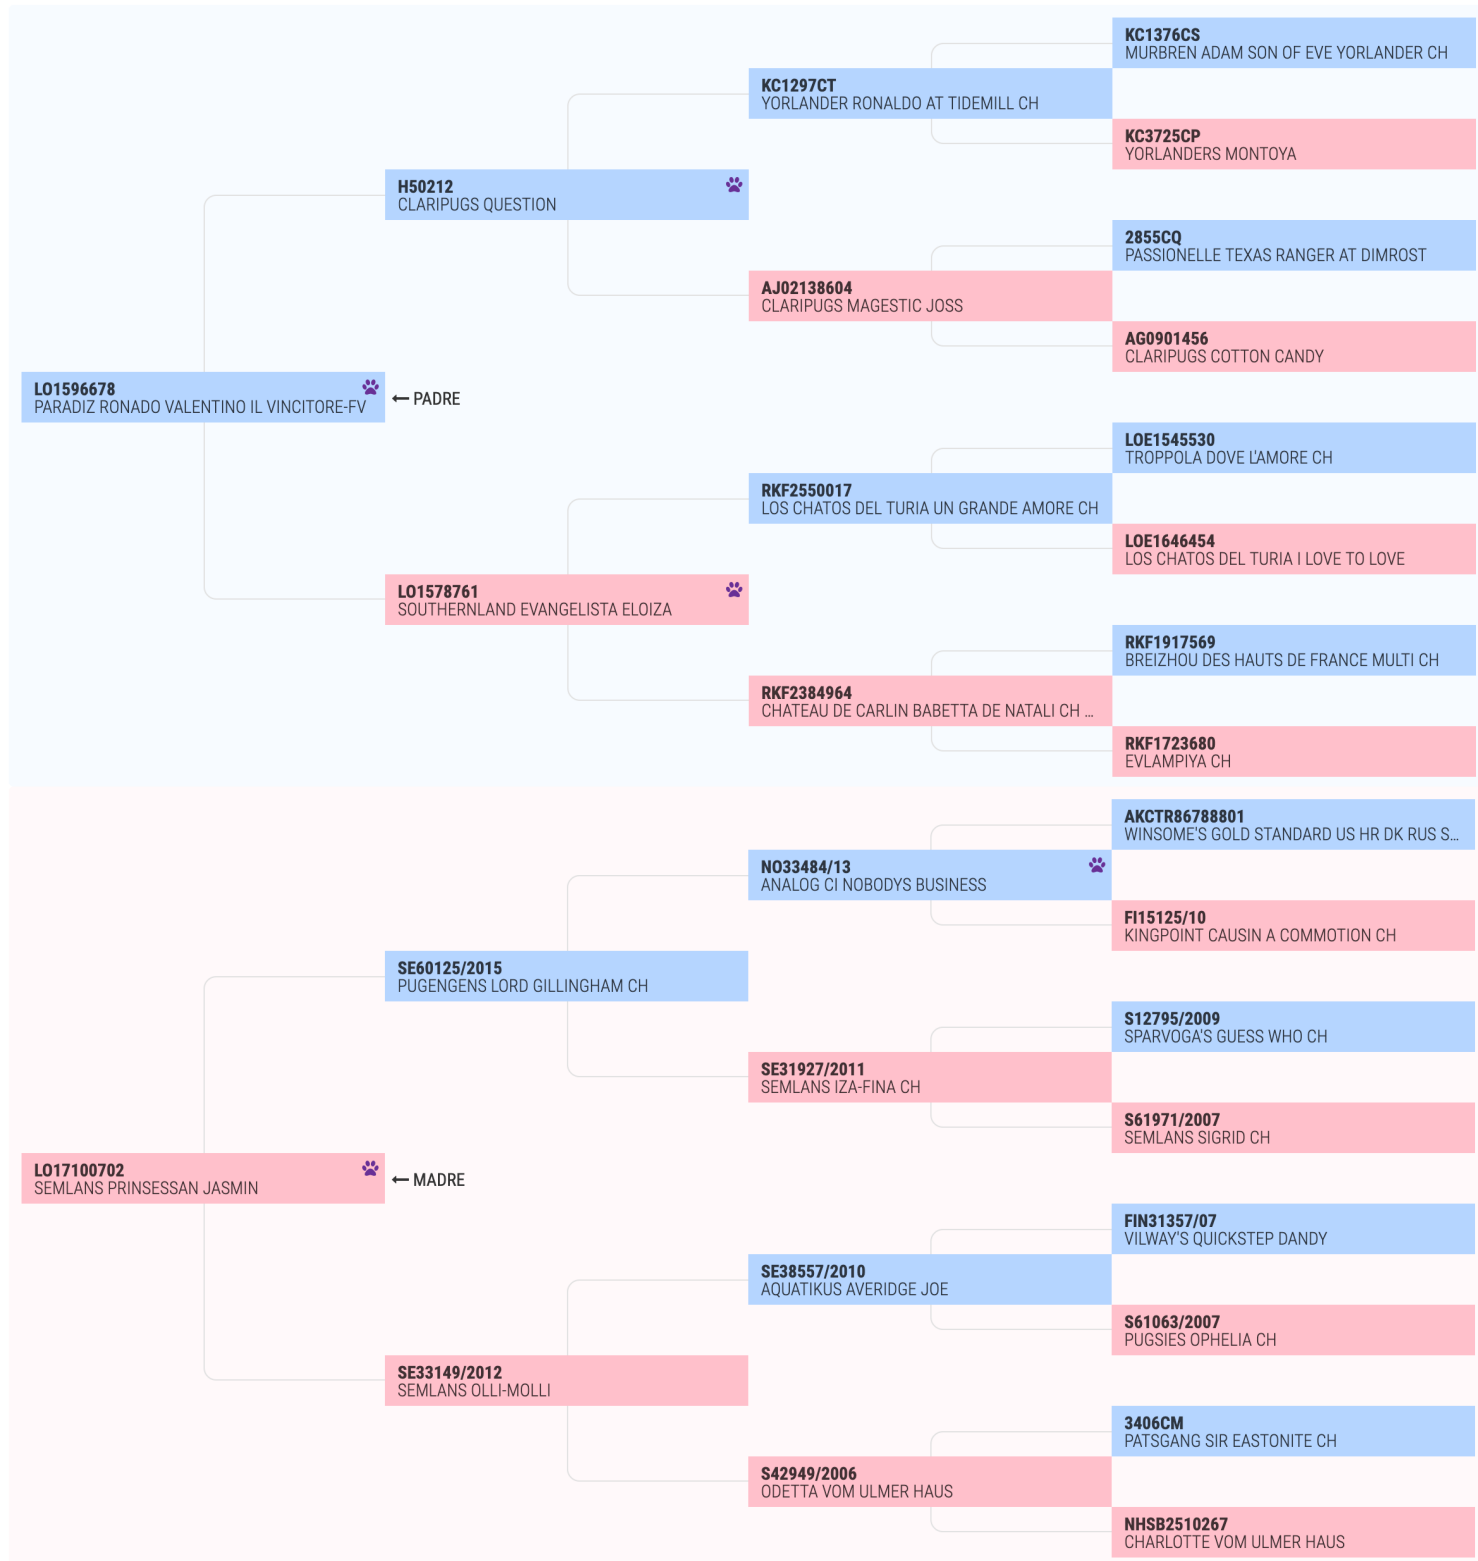 KC1376CS
MURBREN ADAM SON OF EVE YORLANDER CH
KC1297CT
YORLANDER RONALDO AT TIDEMILL CH
KC3725CP
YORLANDERS MONTOYA
H50212
CLARIPUGS QUESTION
2855CQ
PASSIONELLE TEXAS RANGER AT DIMROST
AJ02138604
CLARIPUGS MAGESTIC JOSS
AG0901456
CLARIPUGS COTTON CANDY
LO1596678
PARADIZ RONADO VALENTINO IL VINCITORE-FV
← PADRE
LOE1545530
TROPPOLA DOVE L'AMORE CH
RKF2550017
LOS CHATOS DEL TURIA UN GRANDE AMORE CH
LOE1646454
LOS CHATOS DEL TURIA I LOVE TO LOVE
LO1578761
SOUTHERNLAND EVANGELISTA ELOIZA
RKF1917569
BREIZHOU DES HAUTS DE FRANCE MULTI CH
RKF2384964
CHATEAU DE CARLIN BABETTA DE NATALI CH ...
RKF1723680
EVLAMPIYA CH
AKCTR86788801
WINSOME'S GOLD STANDARD US HR DK RUS S...
NO33484/13
ANALOG CI NOBODYS BUSINESS
FI15125/10
KINGPOINT CAUSIN A COMMOTION CH
SE60125/2015
PUGENGENS LORD GILLINGHAM CH
S12795/2009
SPARVOGA'S GUESS WHO CH
SE31927/2011
SEMLANS IZA-FINA CH
S61971/2007
SEMLANS SIGRID CH
LO17100702
SEMLANS PRINSESSAN JASMIN
← MADRE
FIN31357/07
VILWAY'S QUICKSTEP DANDY
SE38557/2010
AQUATIKUS AVERIDGE JOE
S61063/2007
PUGSIES OPHELIA CH
SE33149/2012
SEMLANS OLLI-MOLLI
3406CM
PATSGANG SIR EASTONITE CH
S42949/2006
ODETTA VOM ULMER HAUS
NHSB2510267
CHARLOTTE VOM ULMER HAUS